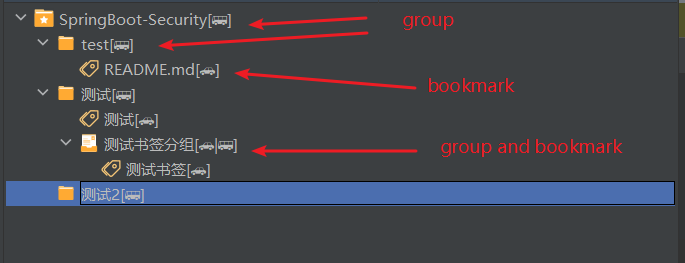 SpringBoot-Security[🚌]
group
test[🚌]
README.md[🚗]
bookmark
测试[🚌]
测试[🚗]
测试书签分组[🚗|🚌]
group and bookmark
测试书签[🚗]
测试2[🚌]